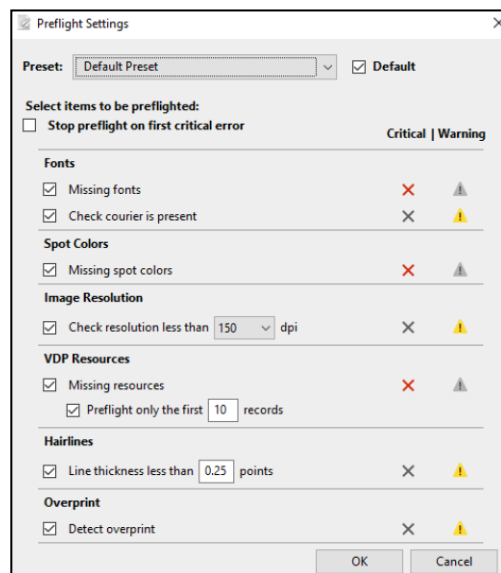 Preflight Settings
Preset: Default Preset Default
Select items to be preflighted:
Stop preflight on first critical error
Critical | Warning
Fonts
Missing fonts
Check courier is present
Spot Colors
Missing spot colors
Image Resolution
Check resolution less than 150 dpi
VDP Resources
Missing resources
Preflight only the first 10 records
Hairlines
Line thickness less than 0.25 points
Overprint
Detect overprint
OK Cancel